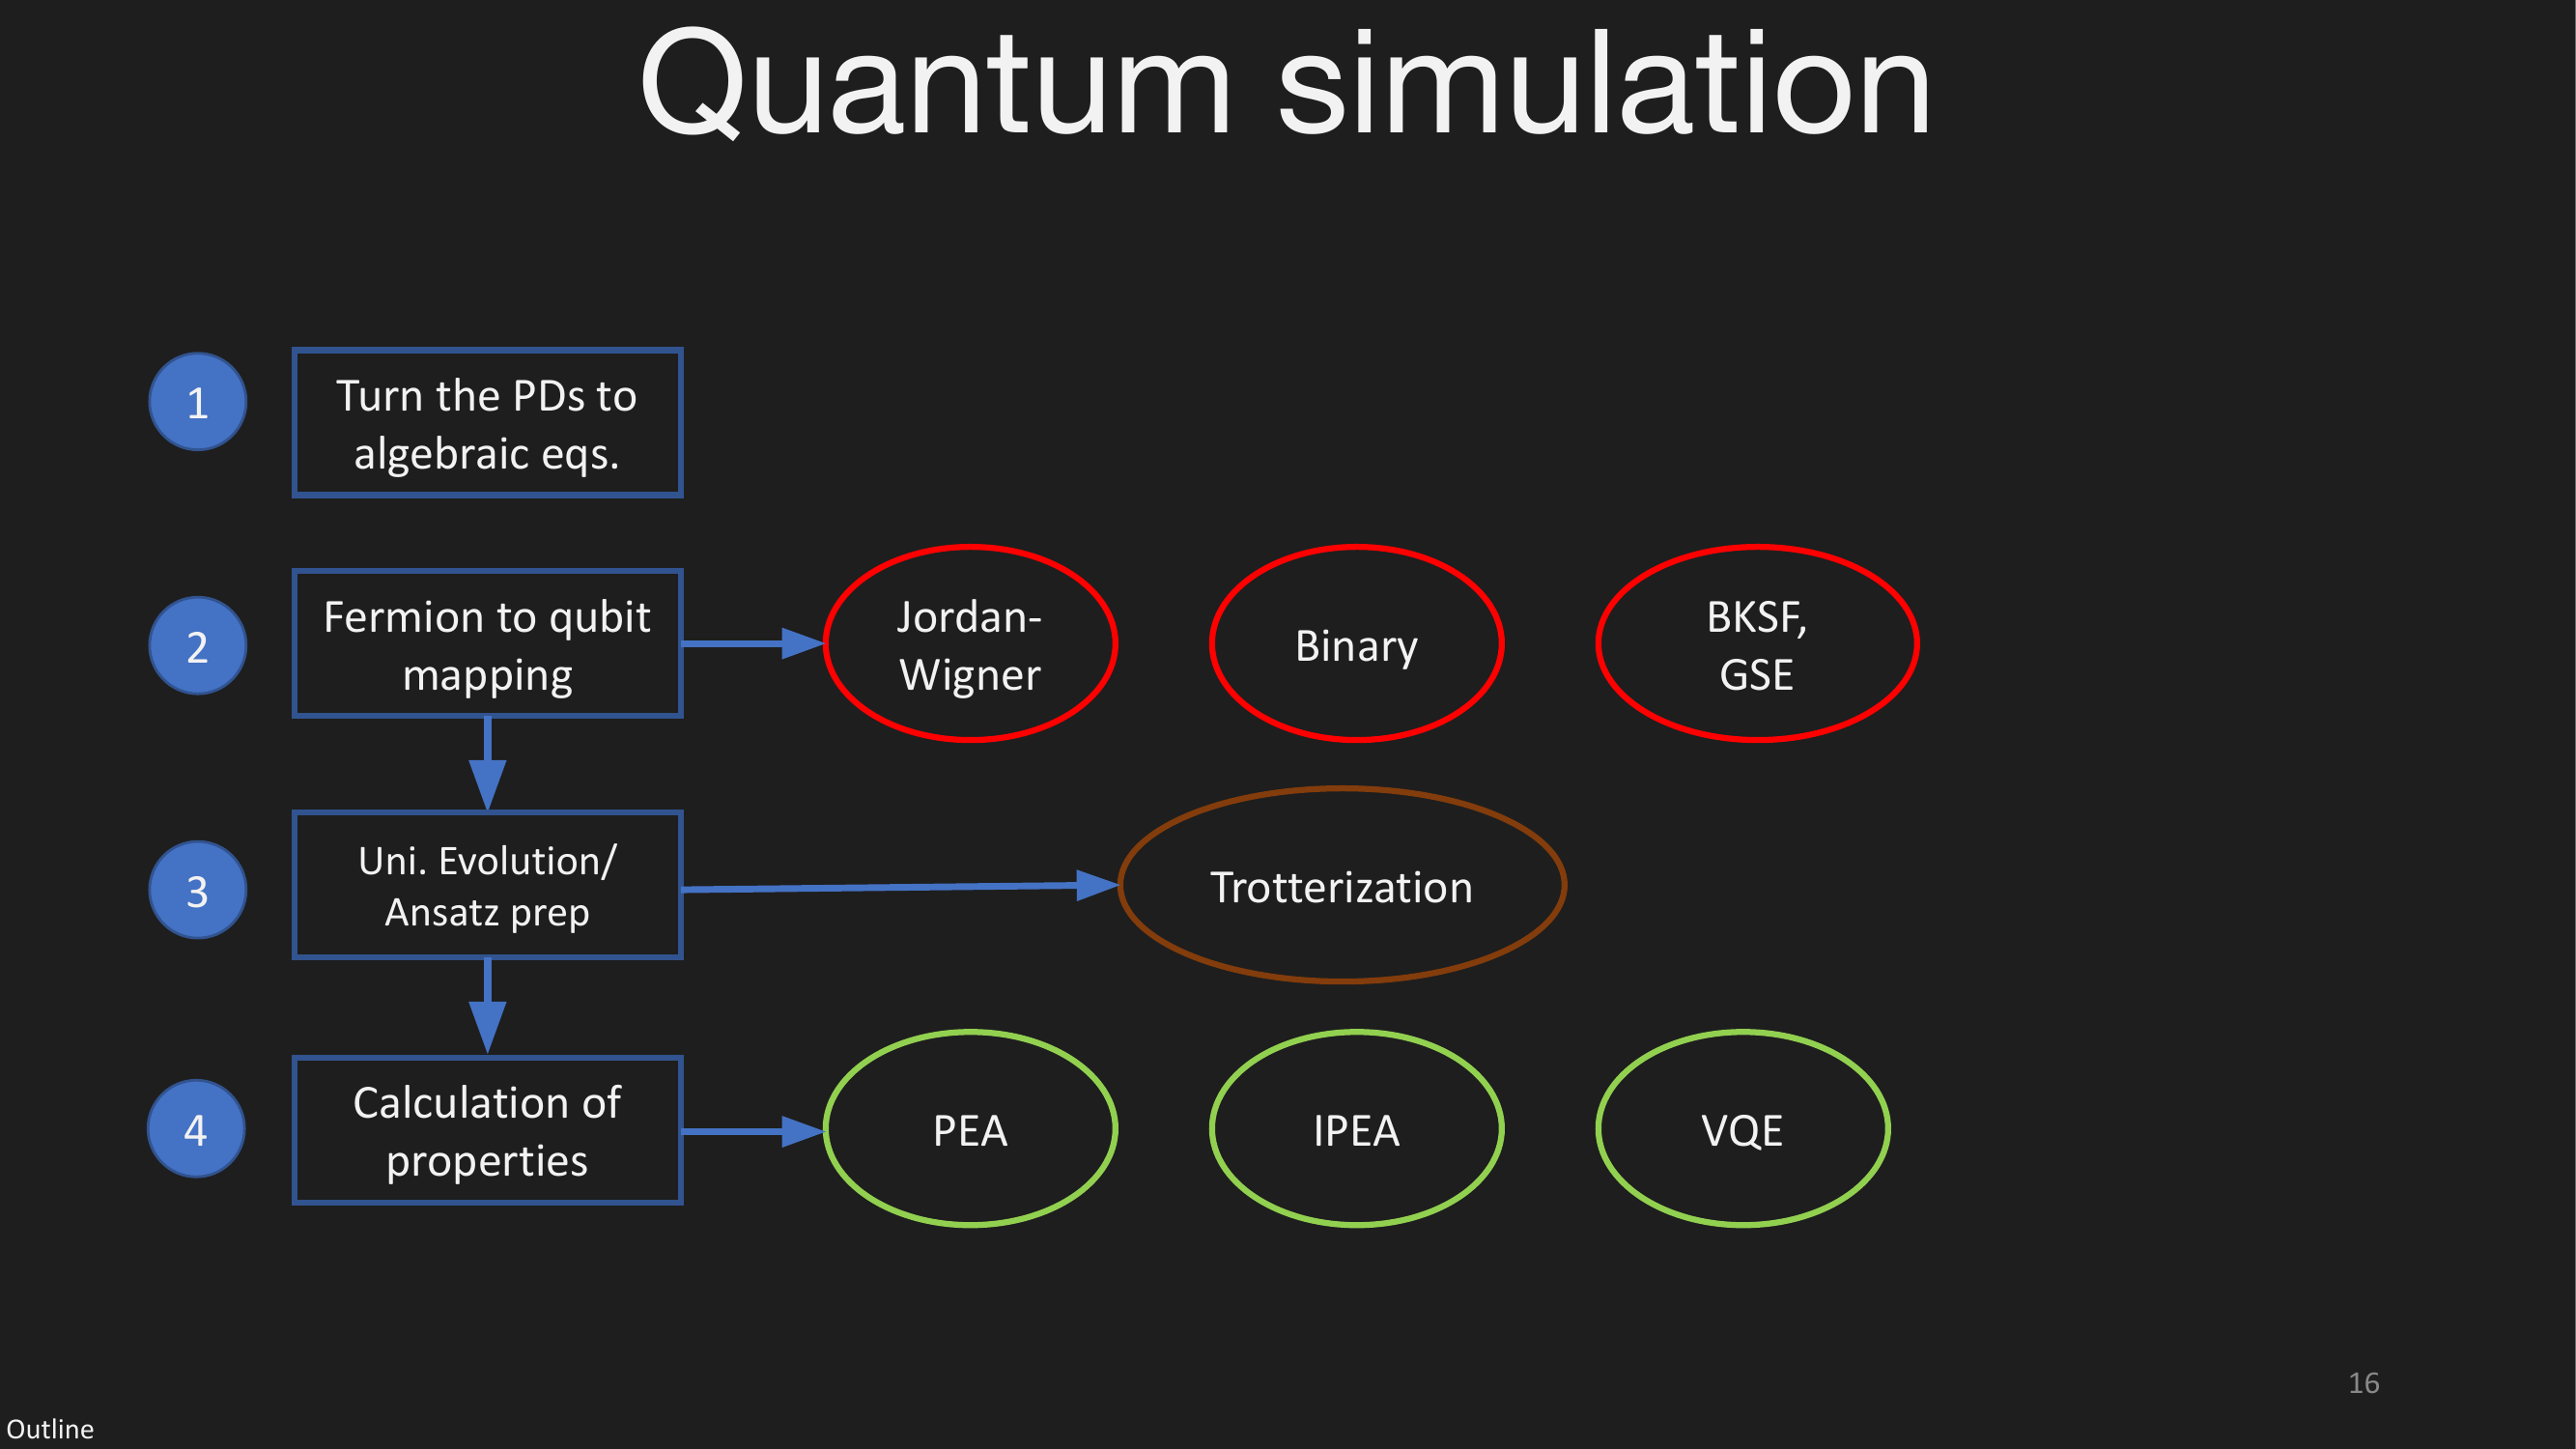 Quantum simulation
1
Turn the PDs to
algebraic eqs.
2
Fermion to qubit
mapping
Jordan-
Wigner
Binary
BKSF,
GSE
3
Uni. Evolution/
Ansatz prep
Trotterization
4
Calculation of
properties
PEA
IPEA
VQE
16
Outline